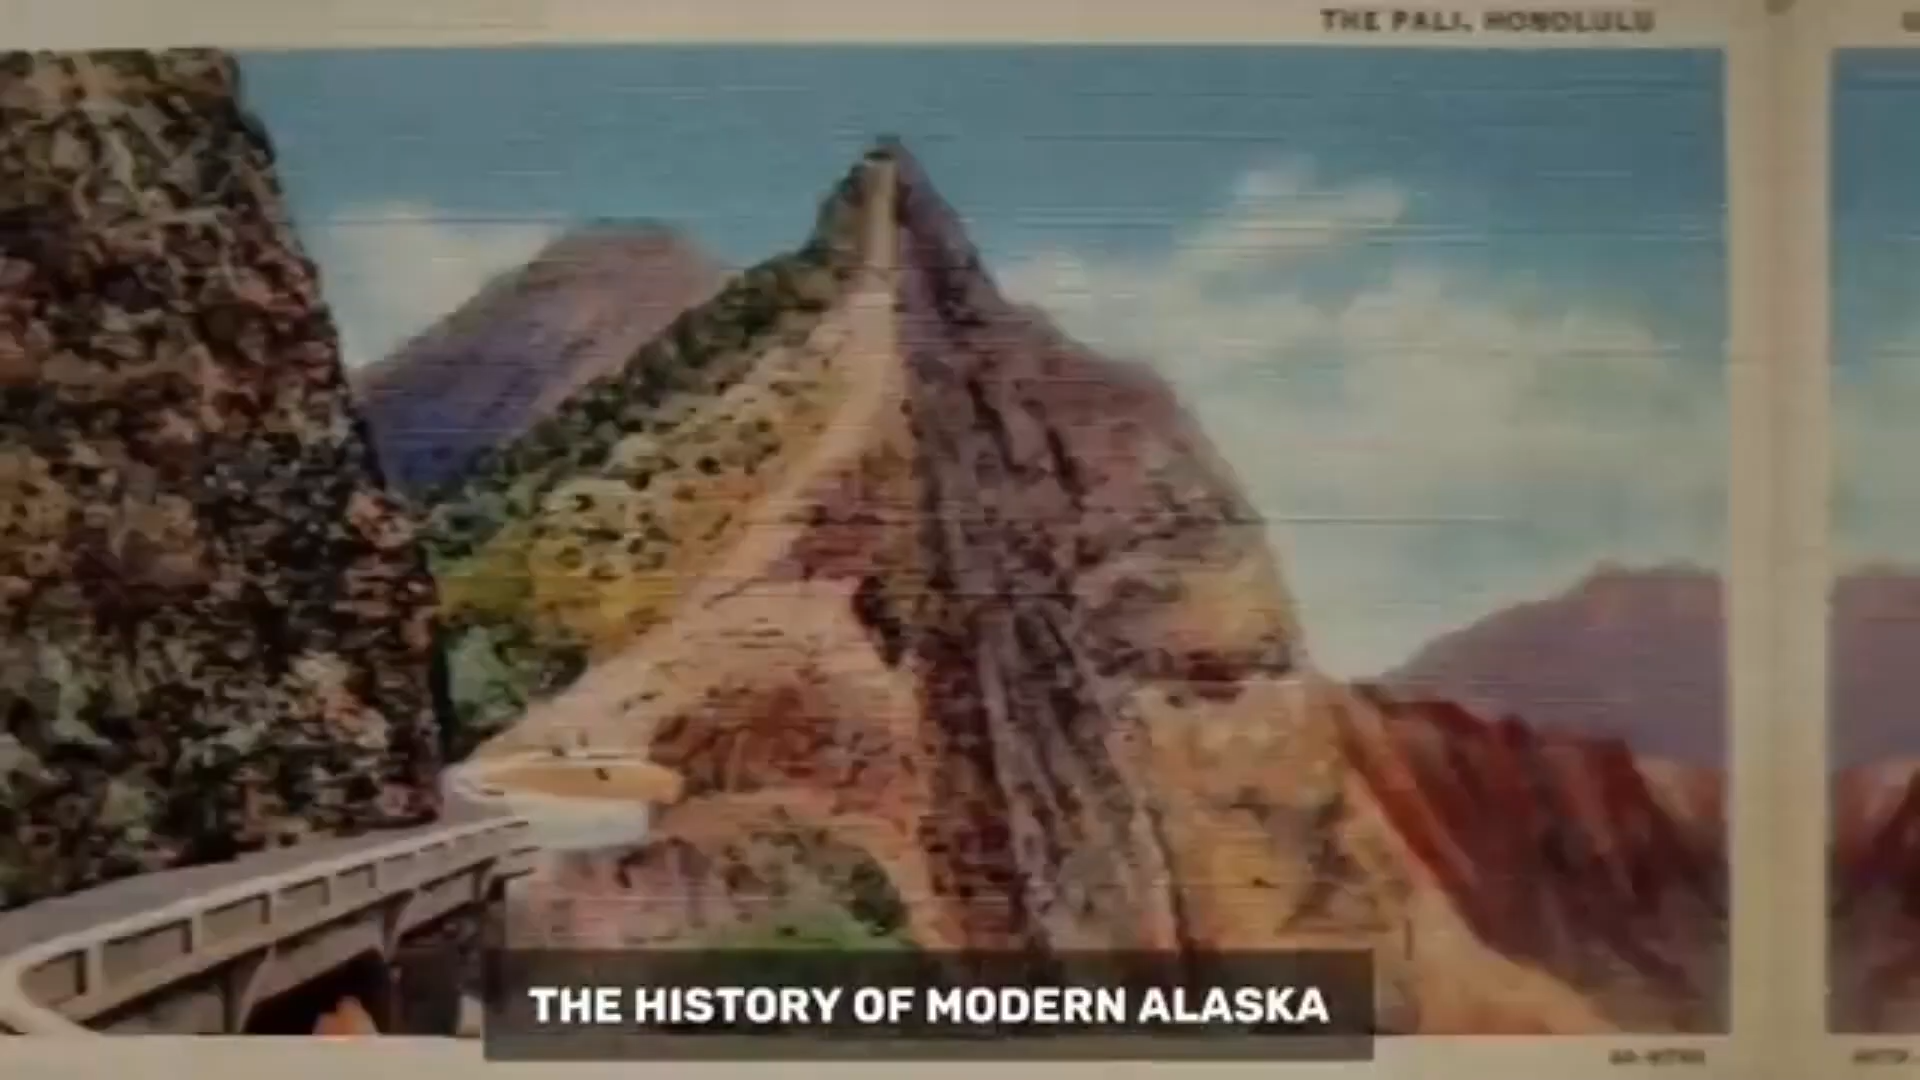 THE PALI, HONOLULU
THE HISTORY OF MODERN ALASKA